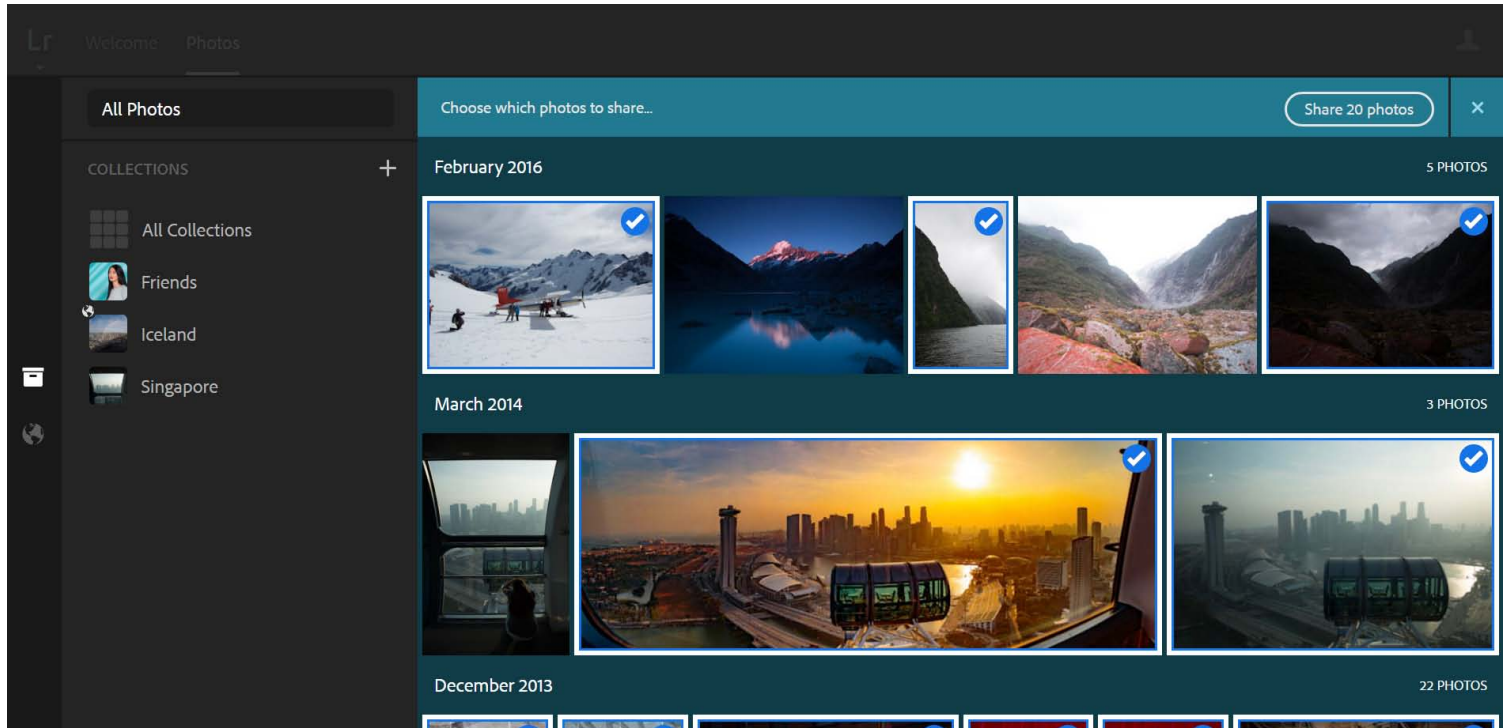 Lr
Welcome
Photos
All Photos
Choose which photos to share...
Share 20 photos
COLLECTIONS
All Collections
Friends
Iceland
Singapore
February 2016
5 PHOTOS
March 2014
3 PHOTOS
December 2013
22 PHOTOS